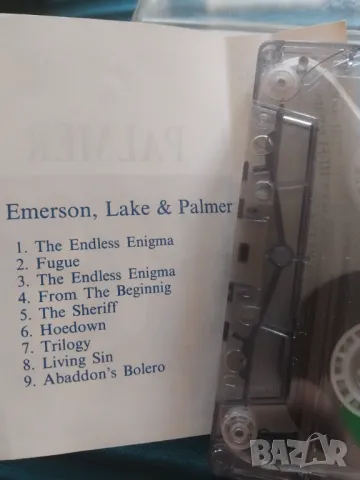 PALMER
Emerson, Lake & Palmer
1. The Endless Enigma
2. Fugue
3. The Endless Enigma
4. From The Beginnig
5. The Sheriff
6. Hoedown
7. Trilogy
8. Living Sin
9. Abaddon's Bolero
BAZAR
bg